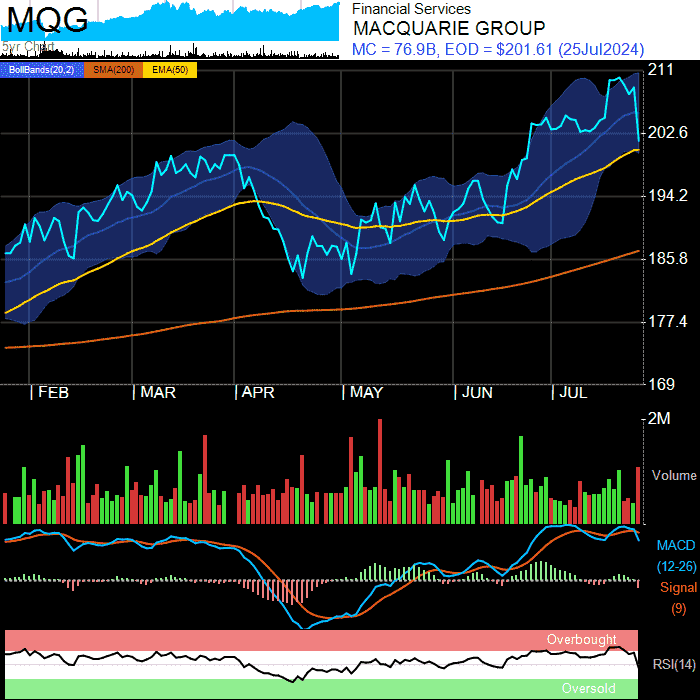 MQG
5yr Chart
Financial Services
MACQUARIE GROUP
MC = 76.9B, EOD = $201.61 (25Jul2024)
BollBands(20,2) SMA(200) EMA(50)
211
202.6
194.2
185.8
177.4
169
FEB MAR APR MAY JUN JUL
2M
Volume
MACD
(12-26)
Signal
(9)
Overbought
RSI(14)
Oversold